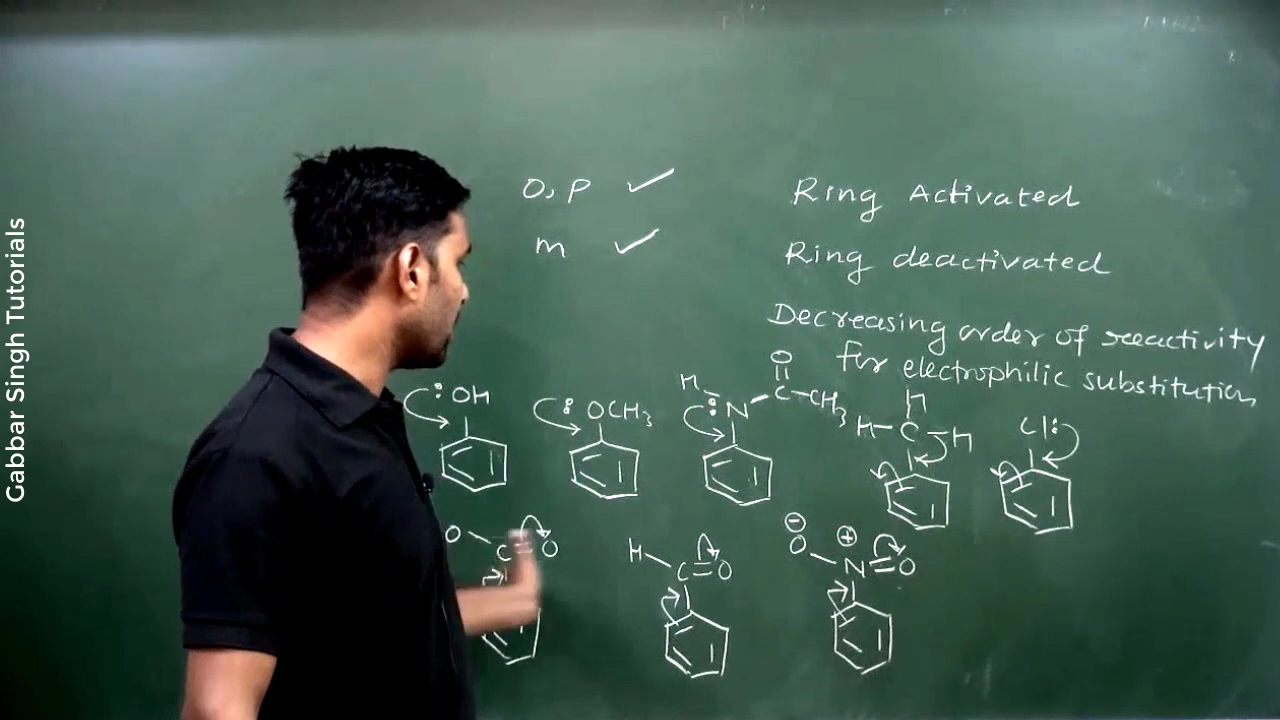 Gabbar Singh Tutorials
O, P ✓ Ring Activated
m ✓ Ring deactivated
Decreasing order of reactivity
for electrophilic substitution
:OH
:OCH3
H :N C O CH3
H H C H
Cl:
O C O
H C O
⊖ O ⊕ N O